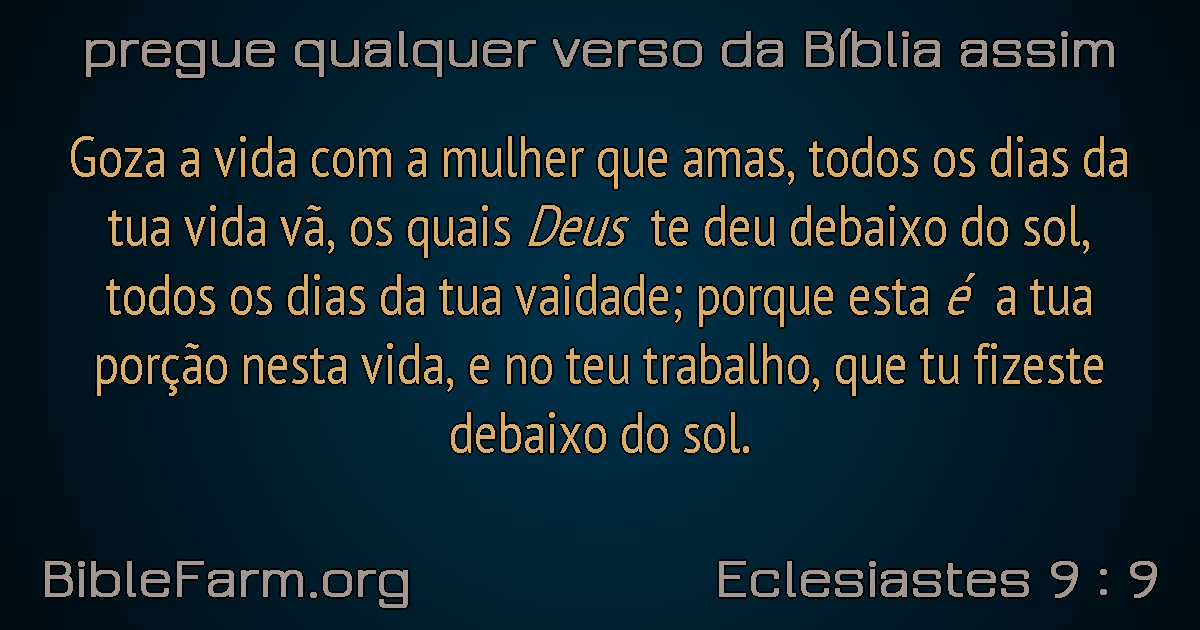 pregue qualquer verso da Bíblia assim
Goza a vida com a mulher que amas, todos os dias da
tua vida vã, os quais Deus te deu debaixo do sol,
todos os dias da tua vaidade; porque esta é a tua
porção nesta vida, e no teu trabalho, que tu fizeste
debaixo do sol.
BibleFarm.org
Eclesiastes 9 : 9